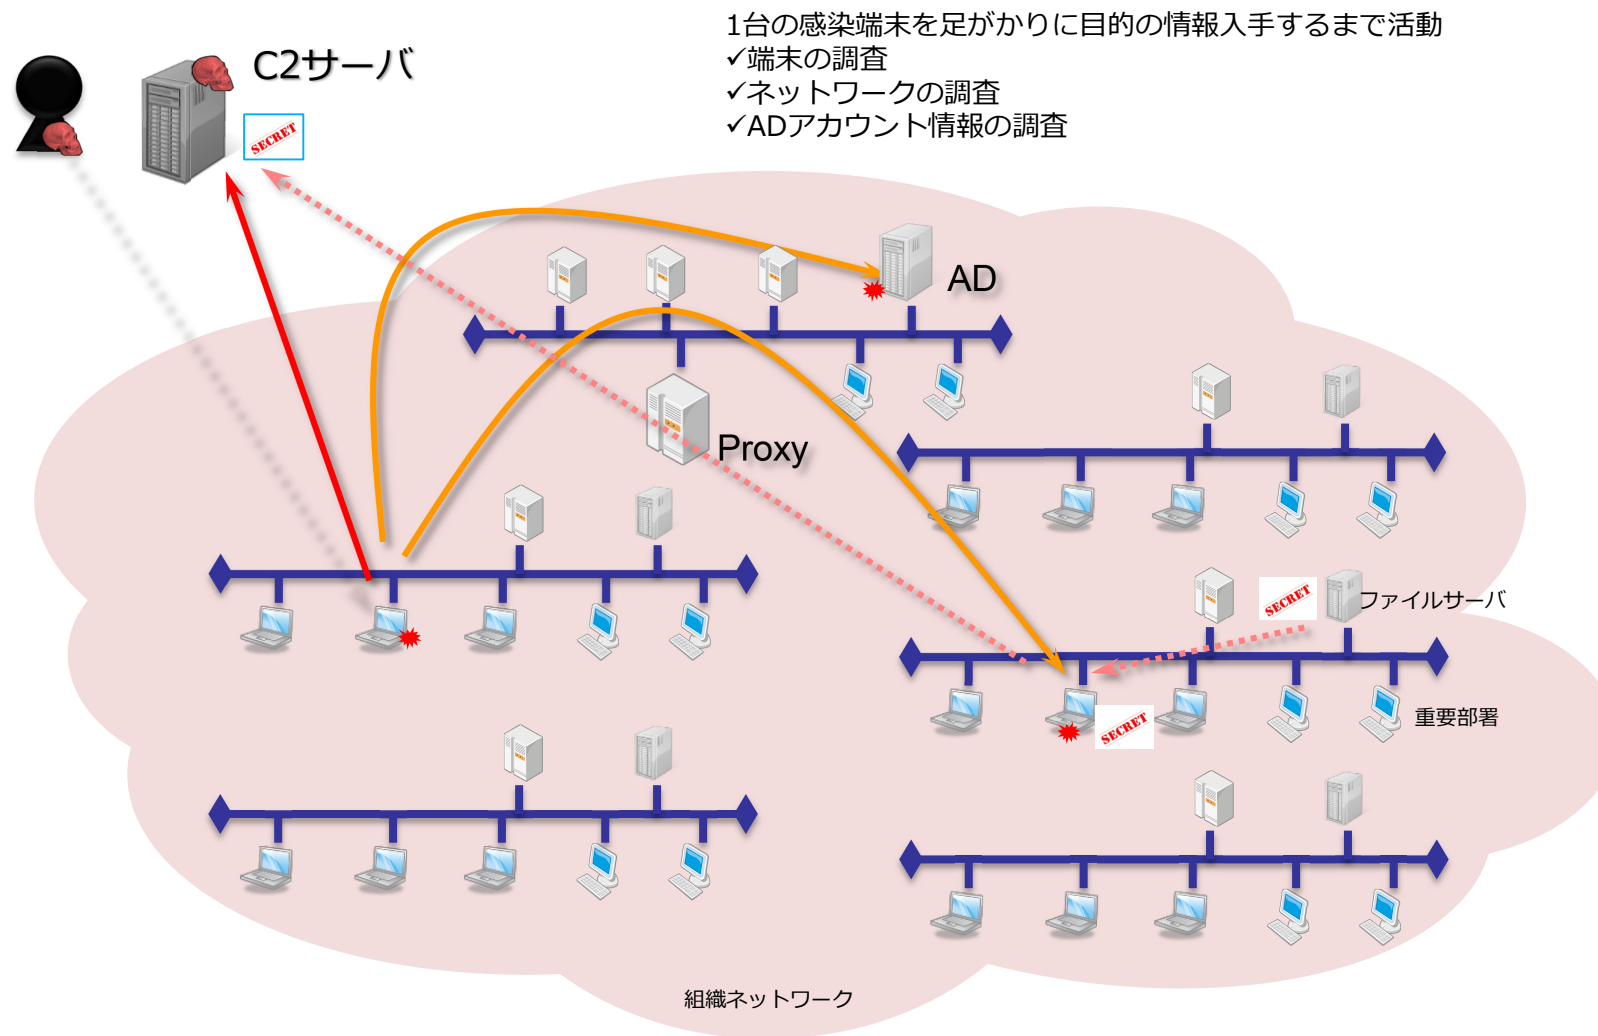 1台の感染端末を足がかりに目的の情報入手するまで活動
✓端末の調査
✓ネットワークの調査
✓ADアカウント情報の調査
C2サーバ
SECRET
AD
Proxy
SECRET
ファイルサーバ
SECRET
重要部署
組織ネットワーク